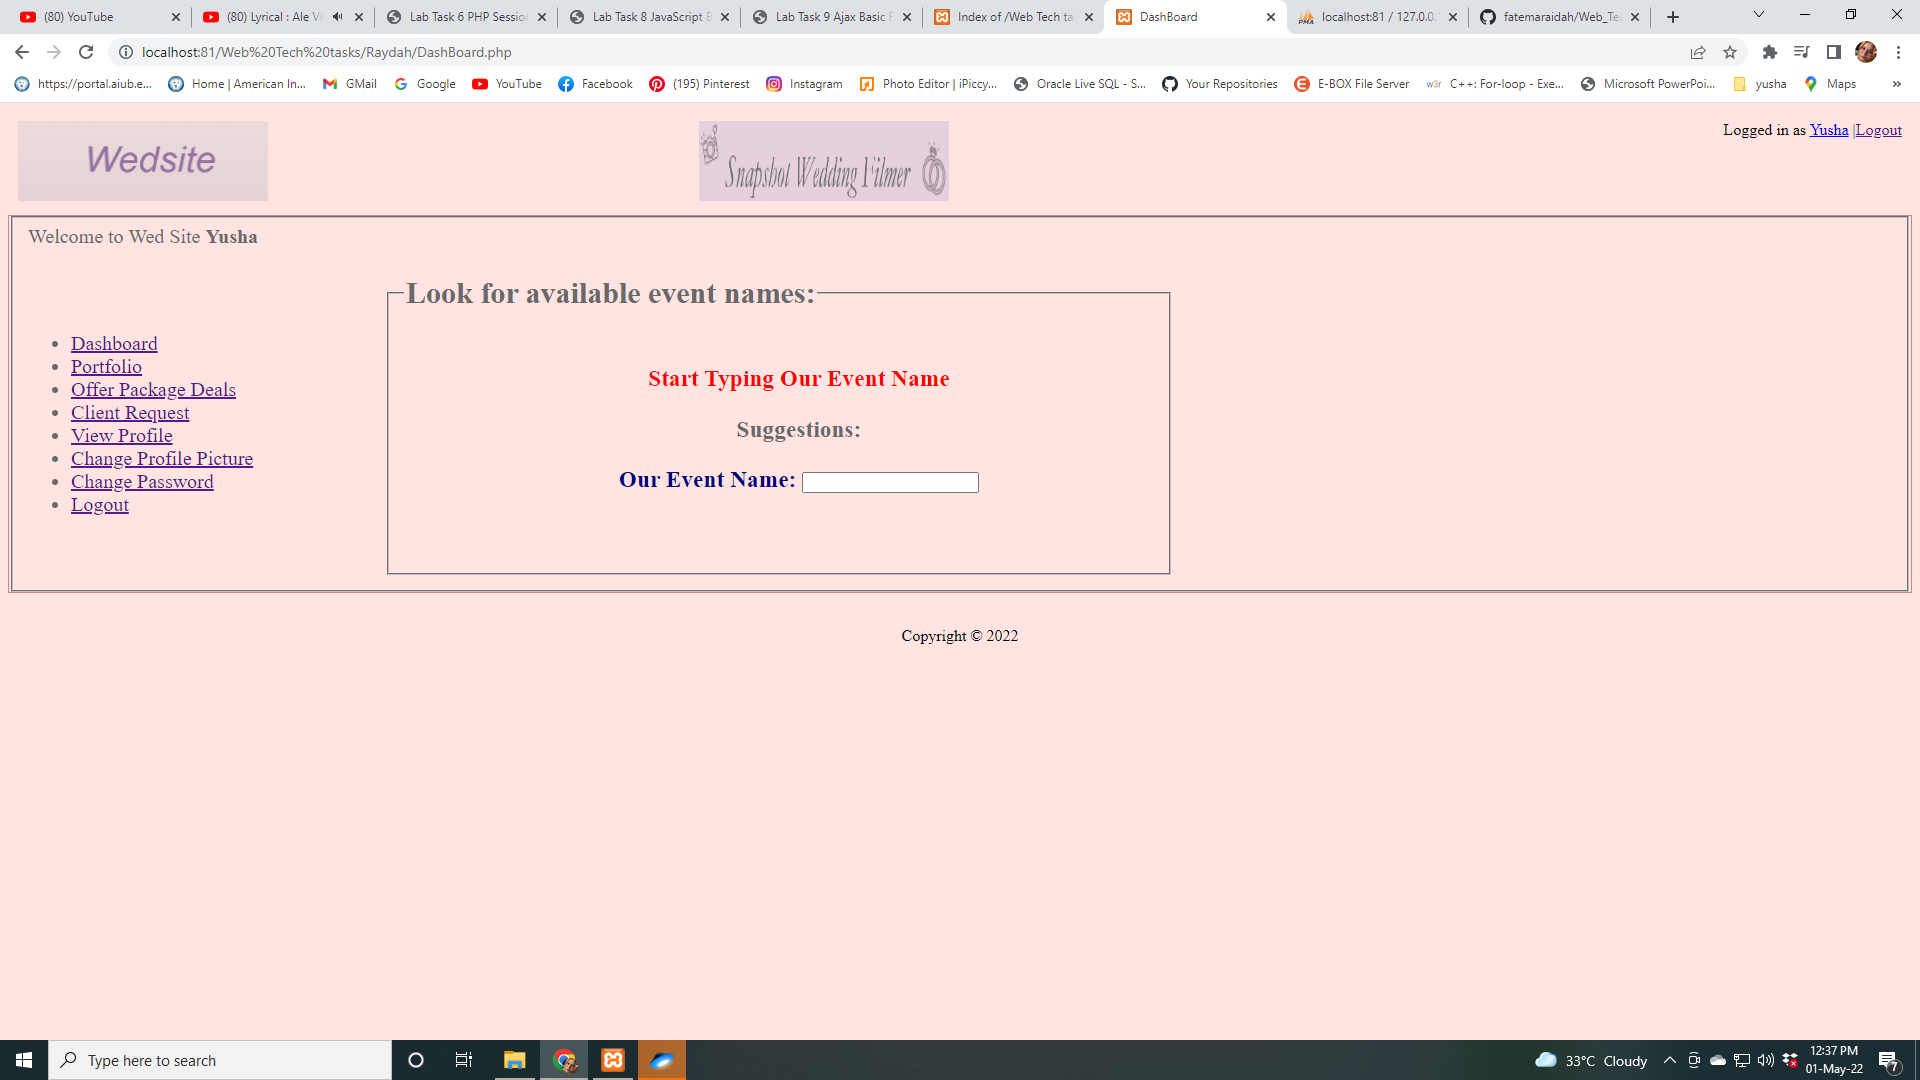 (80) YouTube
(80) Lyrical : Ale Vi
Lab Task 6 PHP Sessio
Lab Task 8 JavaScript B
Lab Task 9 Ajax Basic F
Index of /Web Tech ta
DashBoard
localhost:81 / 127.0.0.
fatemaraidah/Web_Te
localhost:81/Web%20Tech%20tasks/Raydah/DashBoard.php
https://portal.aiub.e...
Home | American In...
GMail
Google
YouTube
Facebook
(195) Pinterest
Instagram
Photo Editor | iPiccy...
Oracle Live SQL - S...
Your Repositories
E-BOX File Server
w3r
C++: For-loop - Exe...
Microsoft PowerPoi...
yusha
Maps
»
Wedsite
Snapshot Wedding Filmer
Logged in as Yusha |Logout
Welcome to Wed Site Yusha
Dashboard
Portfolio
Offer Package Deals
Client Request
View Profile
Change Profile Picture
Change Password
Logout
Look for available event names:
Start Typing Our Event Name
Suggestions:
Our Event Name:
Copyright © 2022
Type here to search
33°C Cloudy
12:37 PM
01-May-22
7